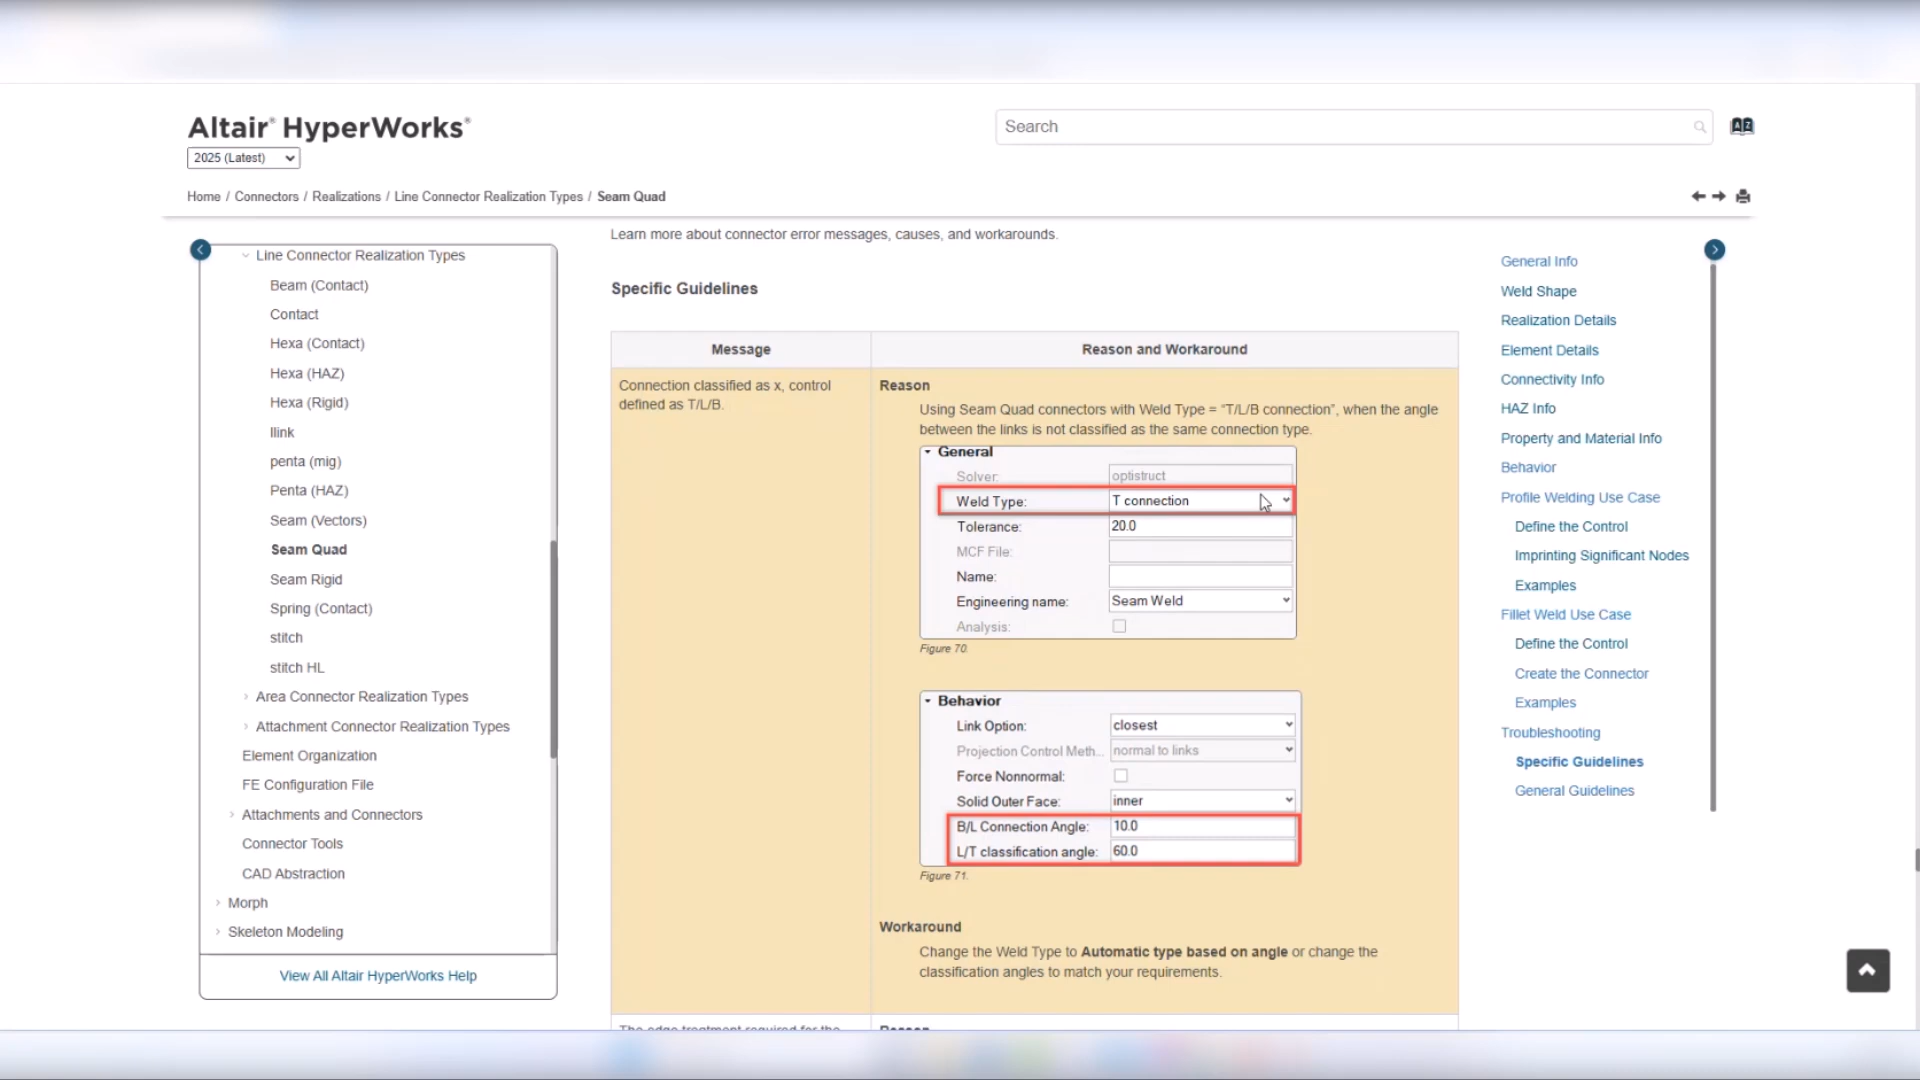 Altair® HyperWorks®
Search
2025 (Latest)
Home / Connectors / Realizations / Line Connector Realization Types / Seam Quad
Line Connector Realization Types
Beam (Contact)
Contact
Hexa (Contact)
Hexa (HAZ)
Hexa (Rigid)
llink
penta (mig)
Penta (HAZ)
Seam (Vectors)
Seam Quad
Seam Rigid
Spring (Contact)
stitch
stitch HL
Area Connector Realization Types
Attachment Connector Realization Types
Element Organization
FE Configuration File
Attachments and Connectors
Connector Tools
CAD Abstraction
Morph
Skeleton Modeling
View All Altair HyperWorks Help
Learn more about connector error messages, causes, and workarounds.
Specific Guidelines
Message
Reason and Workaround
Connection classified as x, control
defined as T/L/B.
Reason
Using Seam Quad connectors with Weld Type = “T/L/B connection”, when the angle
between the links is not classified as the same connection type.
General
Solver: optistruct
Weld Type: T connection
Tolerance: 20.0
MCF File:
Name:
Engineering name: Seam Weld
Analysis:
Figure 70.
Behavior
Link Option: closest
Projection Control Meth... normal to links
Force Nonnormal:
Solid Outer Face: inner
B/L Connection Angle: 10.0
L/T classification angle: 60.0
Figure 71.
Workaround
Change the Weld Type to Automatic type based on angle or change the
classification angles to match your requirements.
The edge treatment required for the
Reason
General Info
Weld Shape
Realization Details
Element Details
Connectivity Info
HAZ Info
Property and Material Info
Behavior
Profile Welding Use Case
Define the Control
Imprinting Significant Nodes
Examples
Fillet Weld Use Case
Define the Control
Create the Connector
Examples
Troubleshooting
Specific Guidelines
General Guidelines